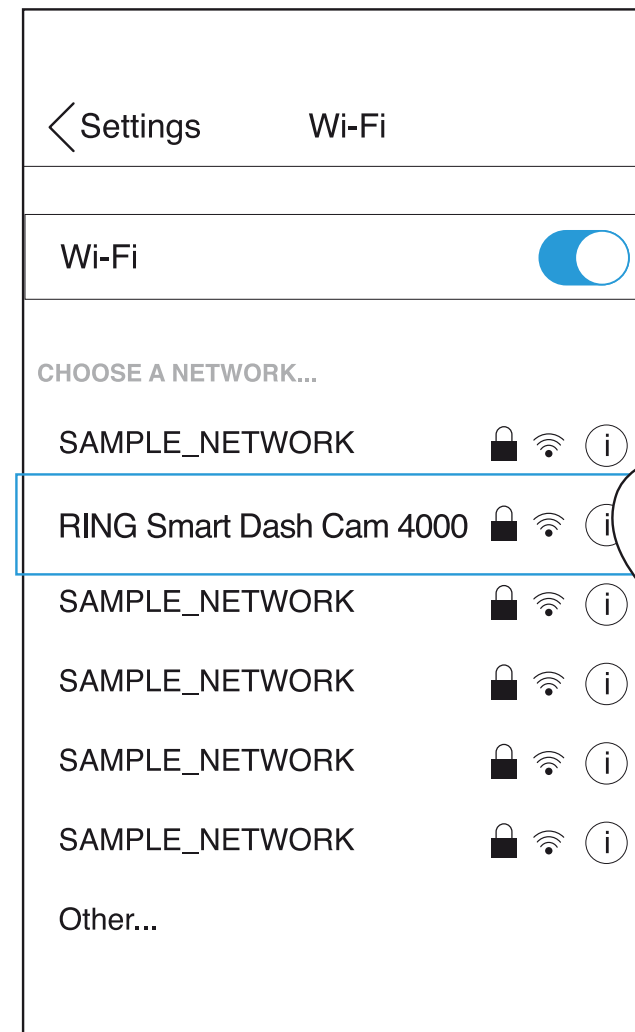 Settings Wi-Fi
Wi-Fi
CHOOSE A NETWORK...
SAMPLE_NETWORK i
RING Smart Dash Cam 4000 i
SAMPLE_NETWORK i
SAMPLE_NETWORK i
SAMPLE_NETWORK i
SAMPLE_NETWORK i
Other...